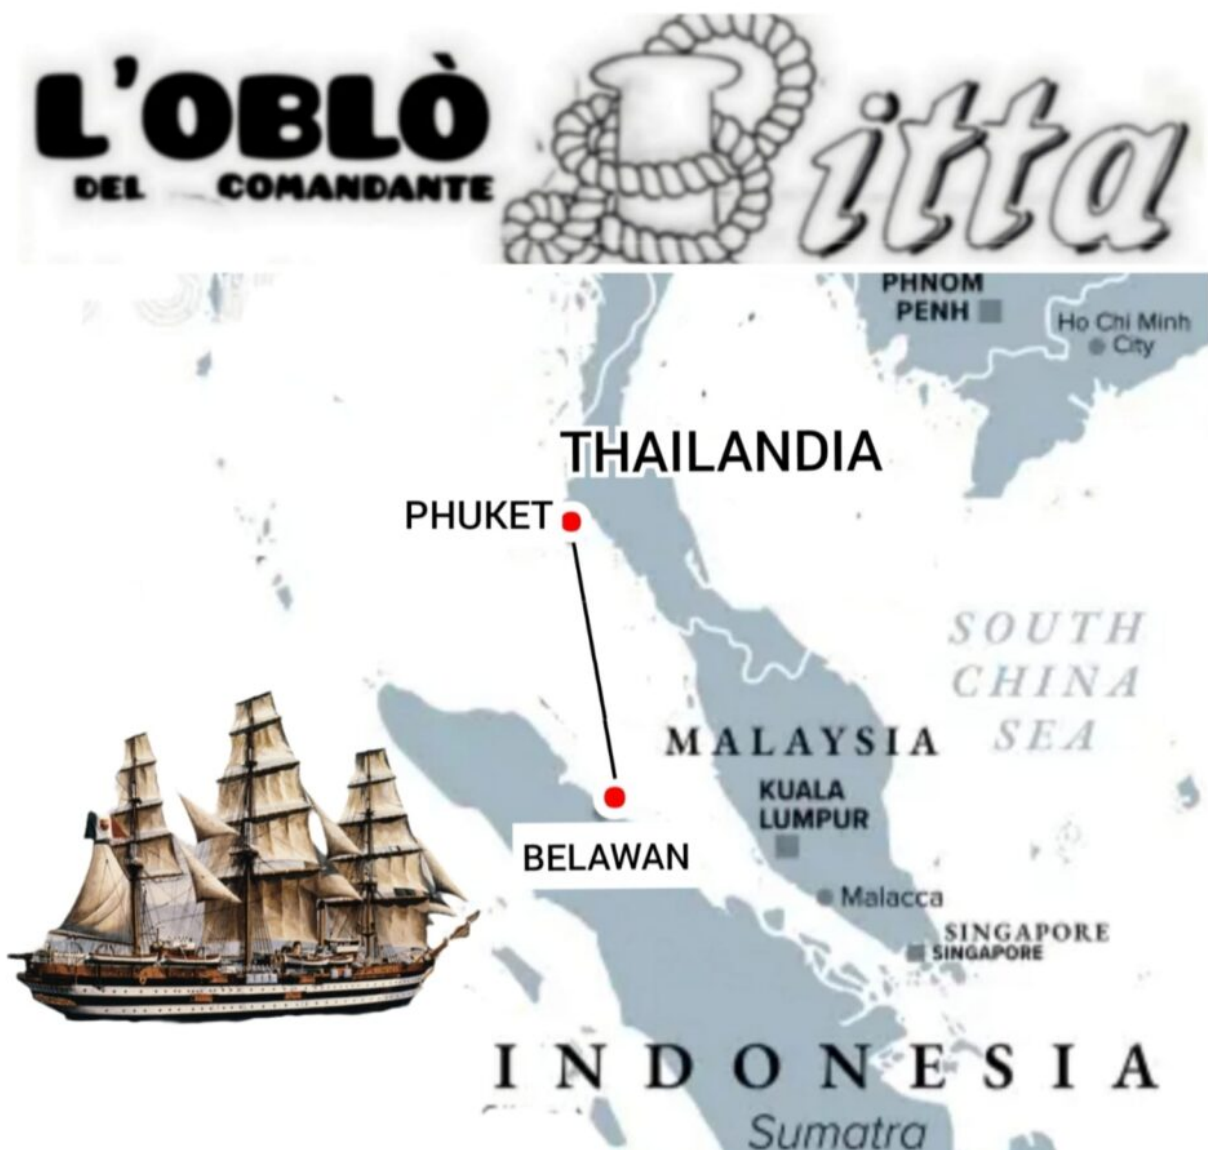 L'OBLÒ
DEL COMANDANTE
Bitta
PHNOM
PENH
Ho Chi Minh
City
THAILANDIA
PHUKET
SOUTH
CHINA
SEA
MALAYSIA
KUALA
LUMPUR
BELAWAN
Malacca
SINGAPORE
SINGAPORE
INDONESIA
Sumatra